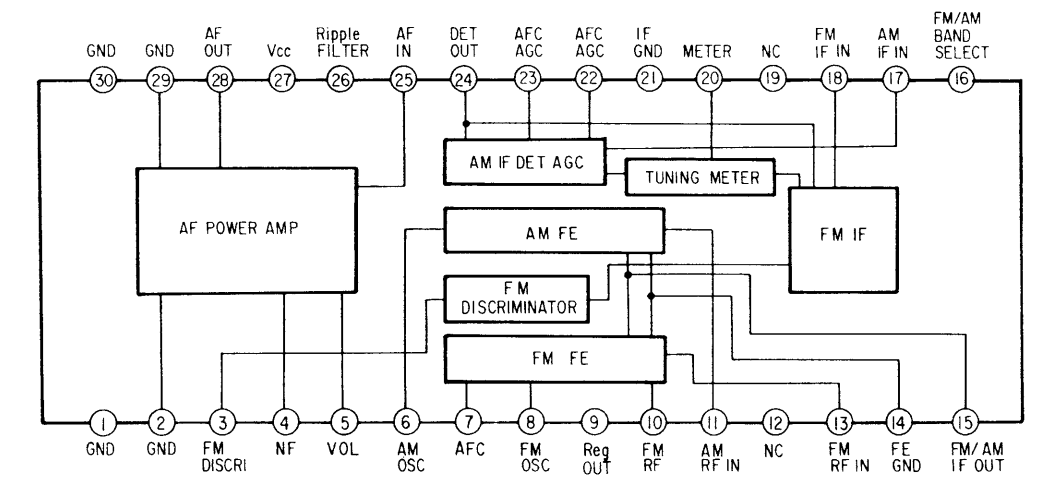 GND
GND
AF
OUT
Vcc
Ripple
FILTER
AF
IN
DET
OUT
AFC
AGC
AFC
AGC
IF
GND
METER
NC
FM
IF IN
AM
IF IN
FM/AM
BAND
SELECT
30
29
28
27
26
25
24
23
22
21
20
19
18
17
16
AM IF DET AGC
TUNING METER
AF POWER AMP
AM FE
FM IF
FM
DISCRIMINATOR
FM FE
1
2
3
4
5
6
7
8
9
10
11
12
13
14
15
GND
GND
FM
DISCRI
NF
VOL
AM
OSC
AFC
FM
OSC
Reg
OUT
FM
RF
AM
RF IN
NC
FM
RF IN
FE
GND
FM/AM
IF OUT